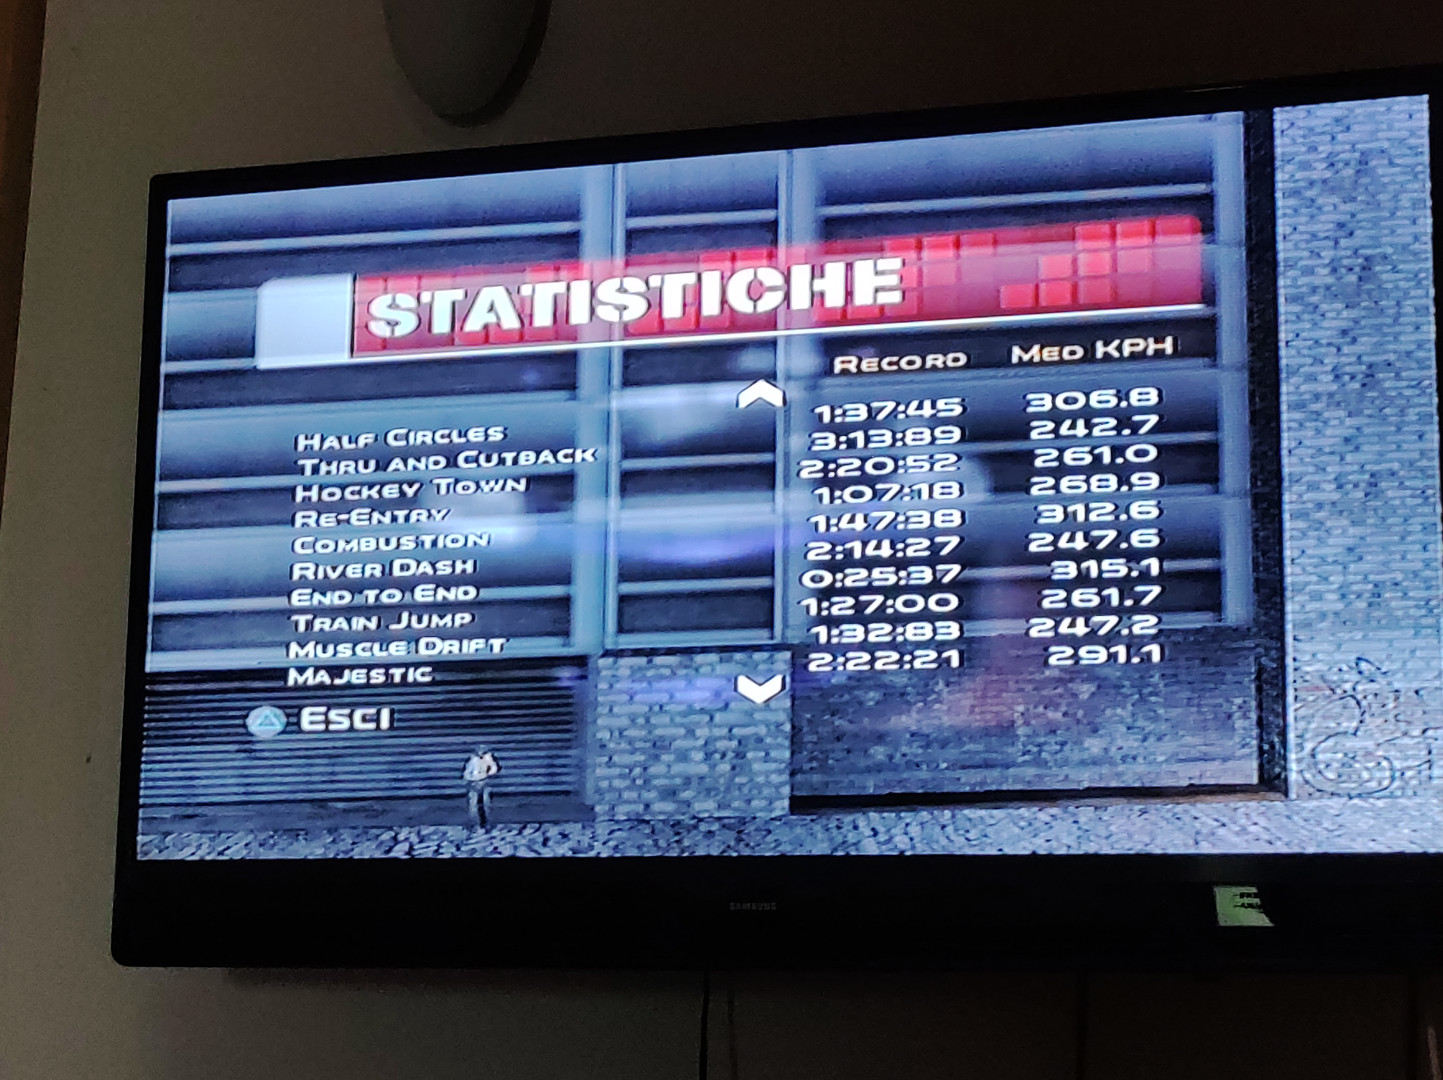 STATISTICHE
RECORD MED KPH
HALF CIRCLES 1:37:45 306.8
THRU AND CUTBACK 3:13:89 242.7
HOCKEY TOWN 2:20:52 261.0
RE-ENTRY 1:07:18 268.9
COMBUSTION 1:47:38 312.6
RIVER DASH 2:14:27 247.6
END TO END 0:25:37 315.1
TRAIN JUMP 1:27:00 261.7
MUSCLE DRIFT 1:32:83 247.2
MAJESTIC 2:22:21 291.1
ESCI
SAMSUNG